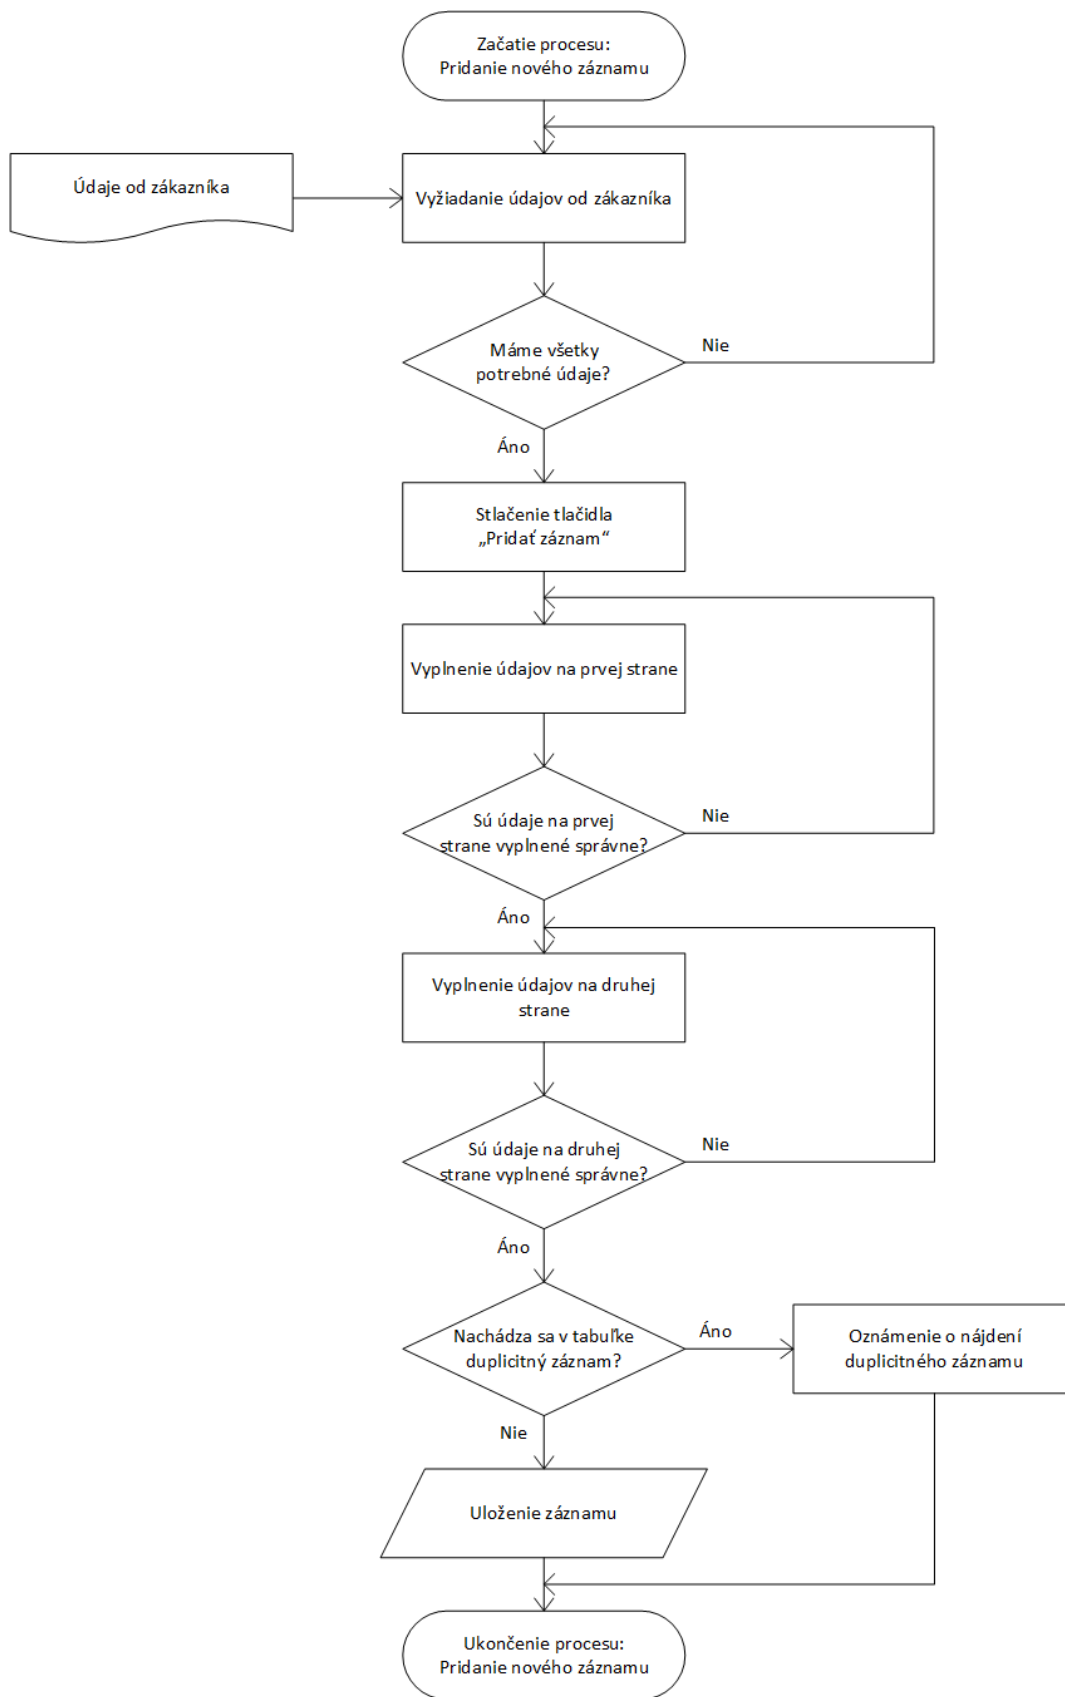 Začatie procesu:
Pridanie nového záznamu
Údaje od zákazníka
Vyžiadanie údajov od zákazníka
Máme všetky
potrebné údaje?
Nie
Áno
Stlačenie tlačidla
„Pridať záznam“
Vyplnenie údajov na prvej strane
Sú údaje na prvej
strane vyplnené správne?
Nie
Áno
Vyplnenie údajov na druhej
strane
Sú údaje na druhej
strane vyplnené správne?
Nie
Áno
Nachádza sa v tabuľke
duplicitný záznam?
Áno
Oznámenie o nájdení
duplicitného záznamu
Nie
Uloženie záznamu
Ukončenie procesu:
Pridanie nového záznamu